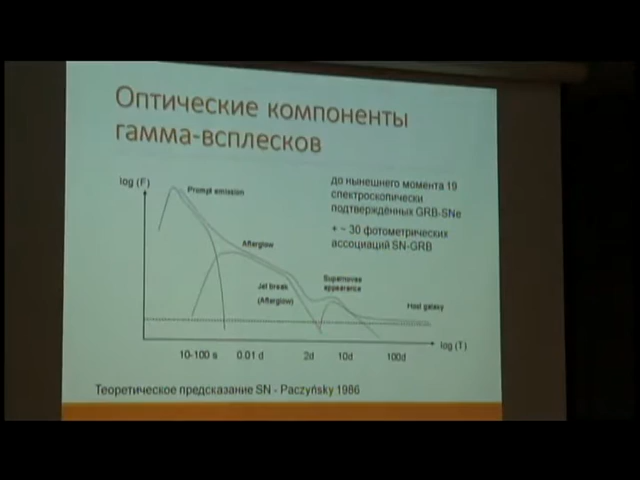 Оптические компоненты
гамма-всплесков
до нынешнего момента 19
спектроскопически
подтверждённых GRB-SNe
+ ~ 30 фотометрических
ассоциаций SN-GRB
log (F)
Prompt emission
Afterglow
Jet break
(Afterglow)
Supernovae
appearance
Host galaxy
log (T)
10-100 s 0.01 d 2d 10d 100d
Теоретическое предсказание SN - Paczyńsky 1986